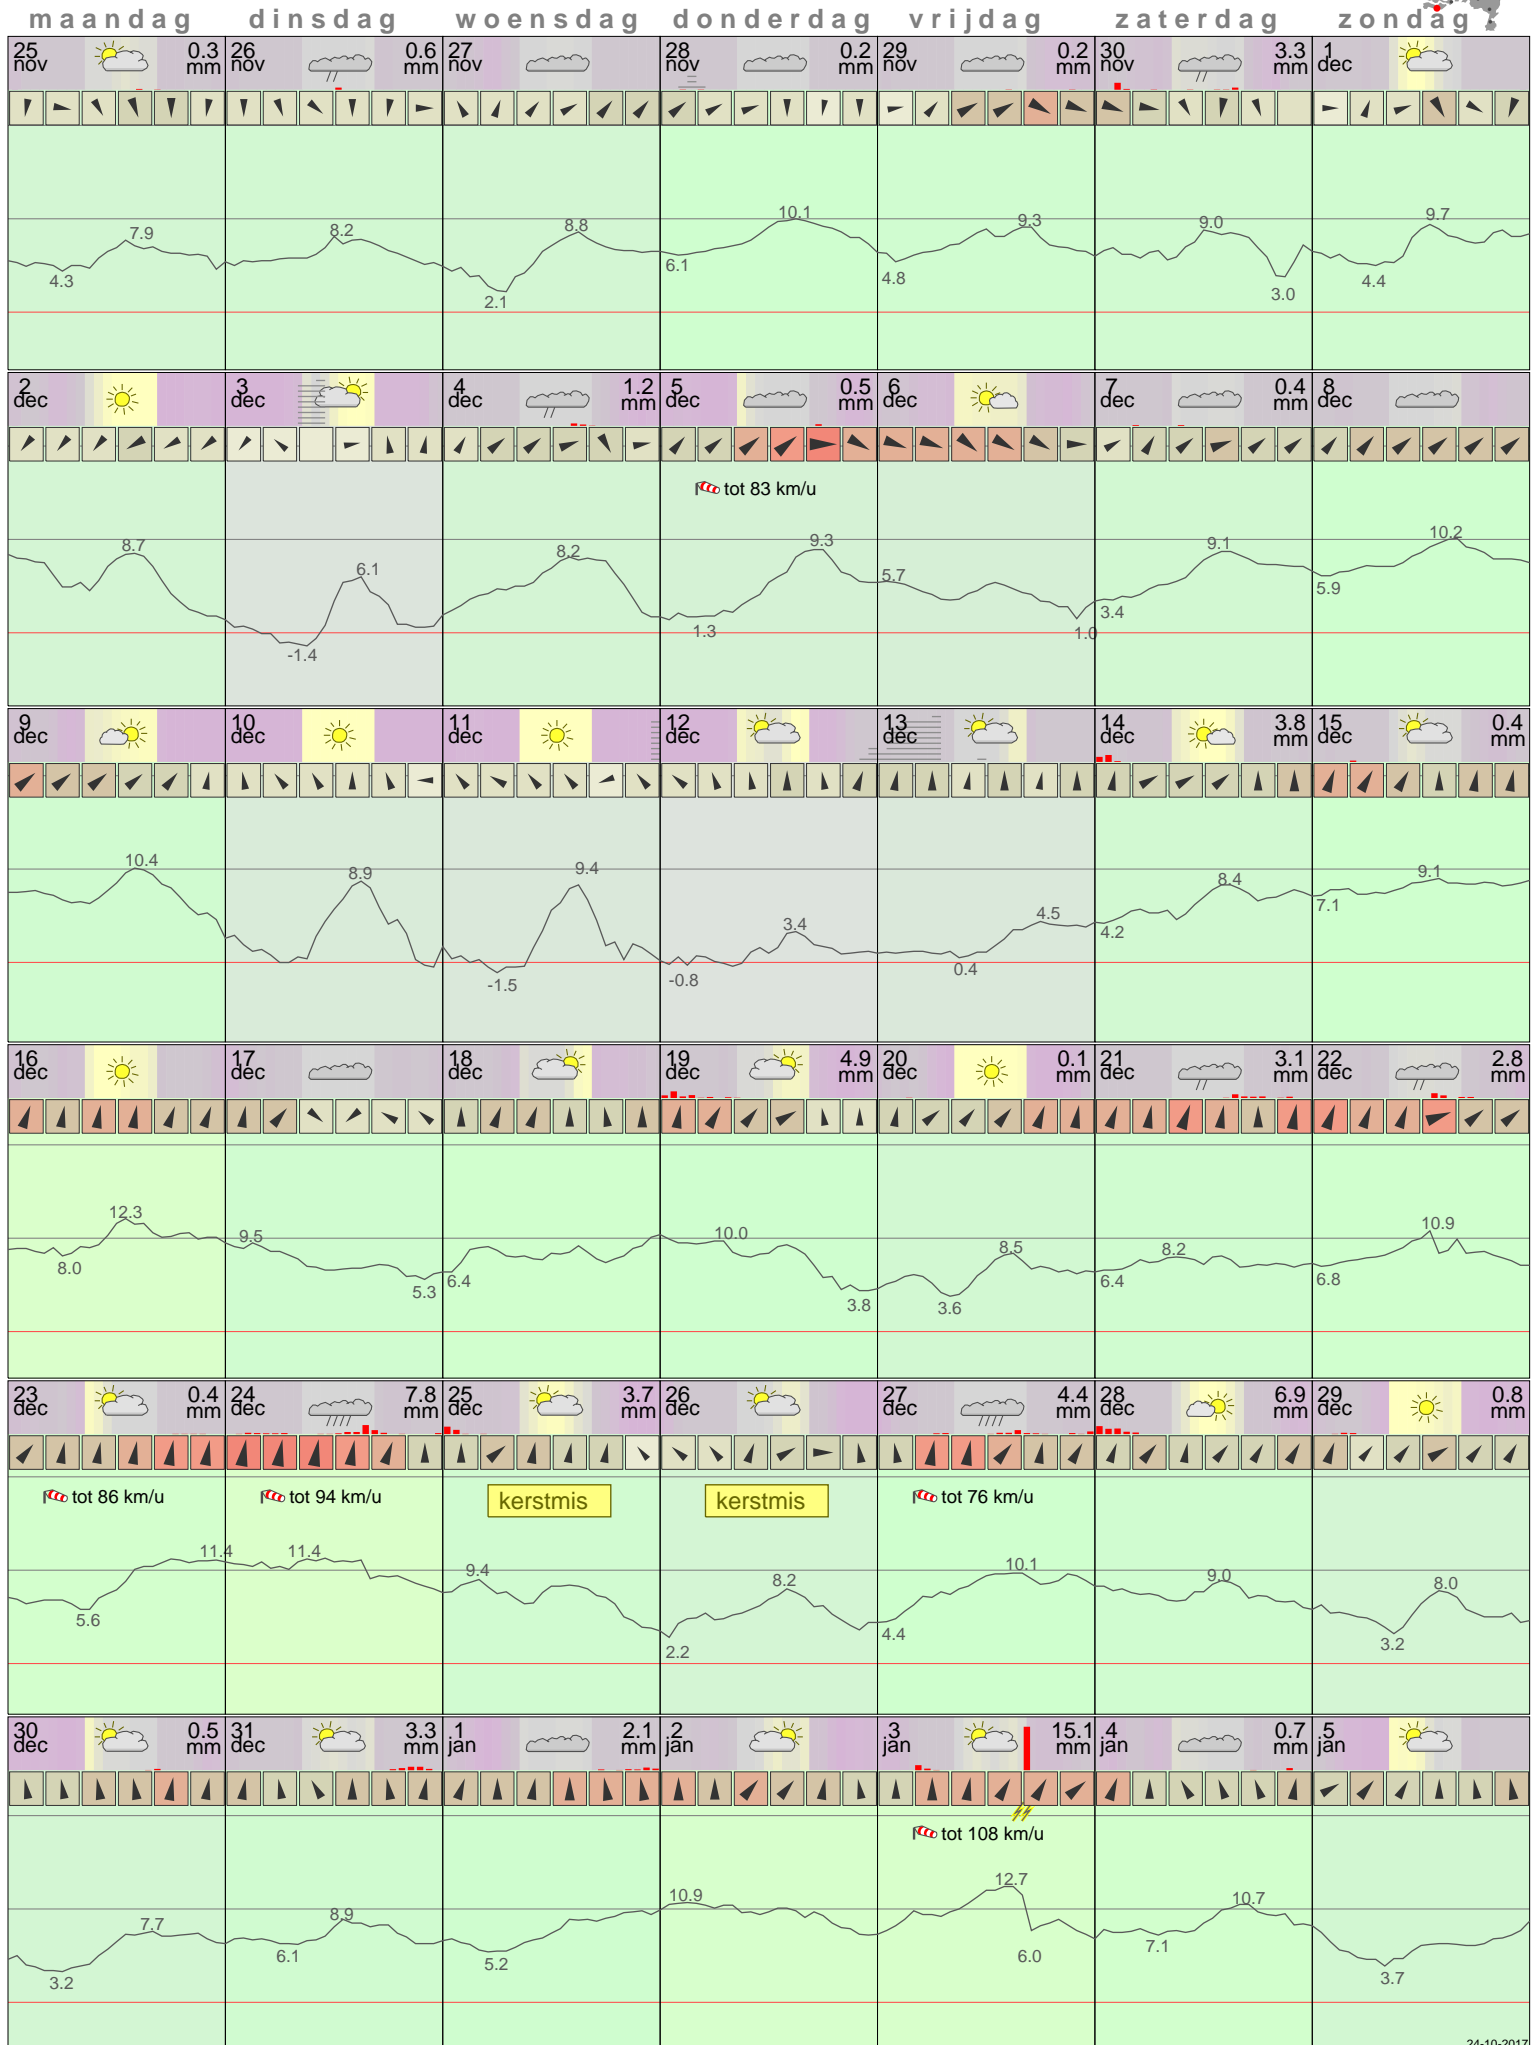 maandag dinsdag woensdag donderdag vrijdag zaterdag zondag
25 nov 0.3 mm 26 nov 0.6 mm 27 nov 28 nov 0.2 mm 29 nov 0.2 mm 30 nov 3.3 mm 1 dec
7.9 8.2 8.8 10.1 9.3 9.0 9.7
4.3 2.1 6.1 4.8 3.0 4.4
2 dec 3 dec 4 dec 1.2 mm 5 dec 0.5 mm 6 dec 7 dec 0.4 mm 8 dec
tot 83 km/u
8.7 6.1 8.2 9.3 5.7 9.1 10.2
-1.4 1.3 1.0 3.4 5.9
9 dec 10 dec 11 dec 12 dec 13 dec 14 dec 3.8 mm 15 dec 0.4 mm
10.4 8.9 9.4 3.4 4.5 8.4 9.1
-1.5 -0.8 0.4 4.2 7.1
16 dec 17 dec 18 dec 19 dec 4.9 mm 20 dec 0.1 mm 21 dec 3.1 mm 22 dec 2.8 mm
12.3 9.5 10.0 8.5 8.2 10.9
8.0 5.3 6.4 3.8 3.6 6.4 6.8
23 dec 0.4 mm 24 dec 7.8 mm 25 dec 3.7 mm 26 dec 27 dec 4.4 mm 28 dec 6.9 mm 29 dec 0.8 mm
tot 86 km/u tot 94 km/u kerstmis kerstmis tot 76 km/u
11.4 11.4 9.4 8.2 10.1 9.0 8.0
5.6 2.2 4.4 3.2
30 dec 0.5 mm 31 dec 3.3 mm 1 jan 2.1 mm 2 jan 3 jan 15.1 mm 4 jan 0.7 mm 5 jan
tot 108 km/u
7.7 8.9 10.9 12.7 10.7
3.2 6.1 5.2 6.0 7.1 3.7
24-10-2017